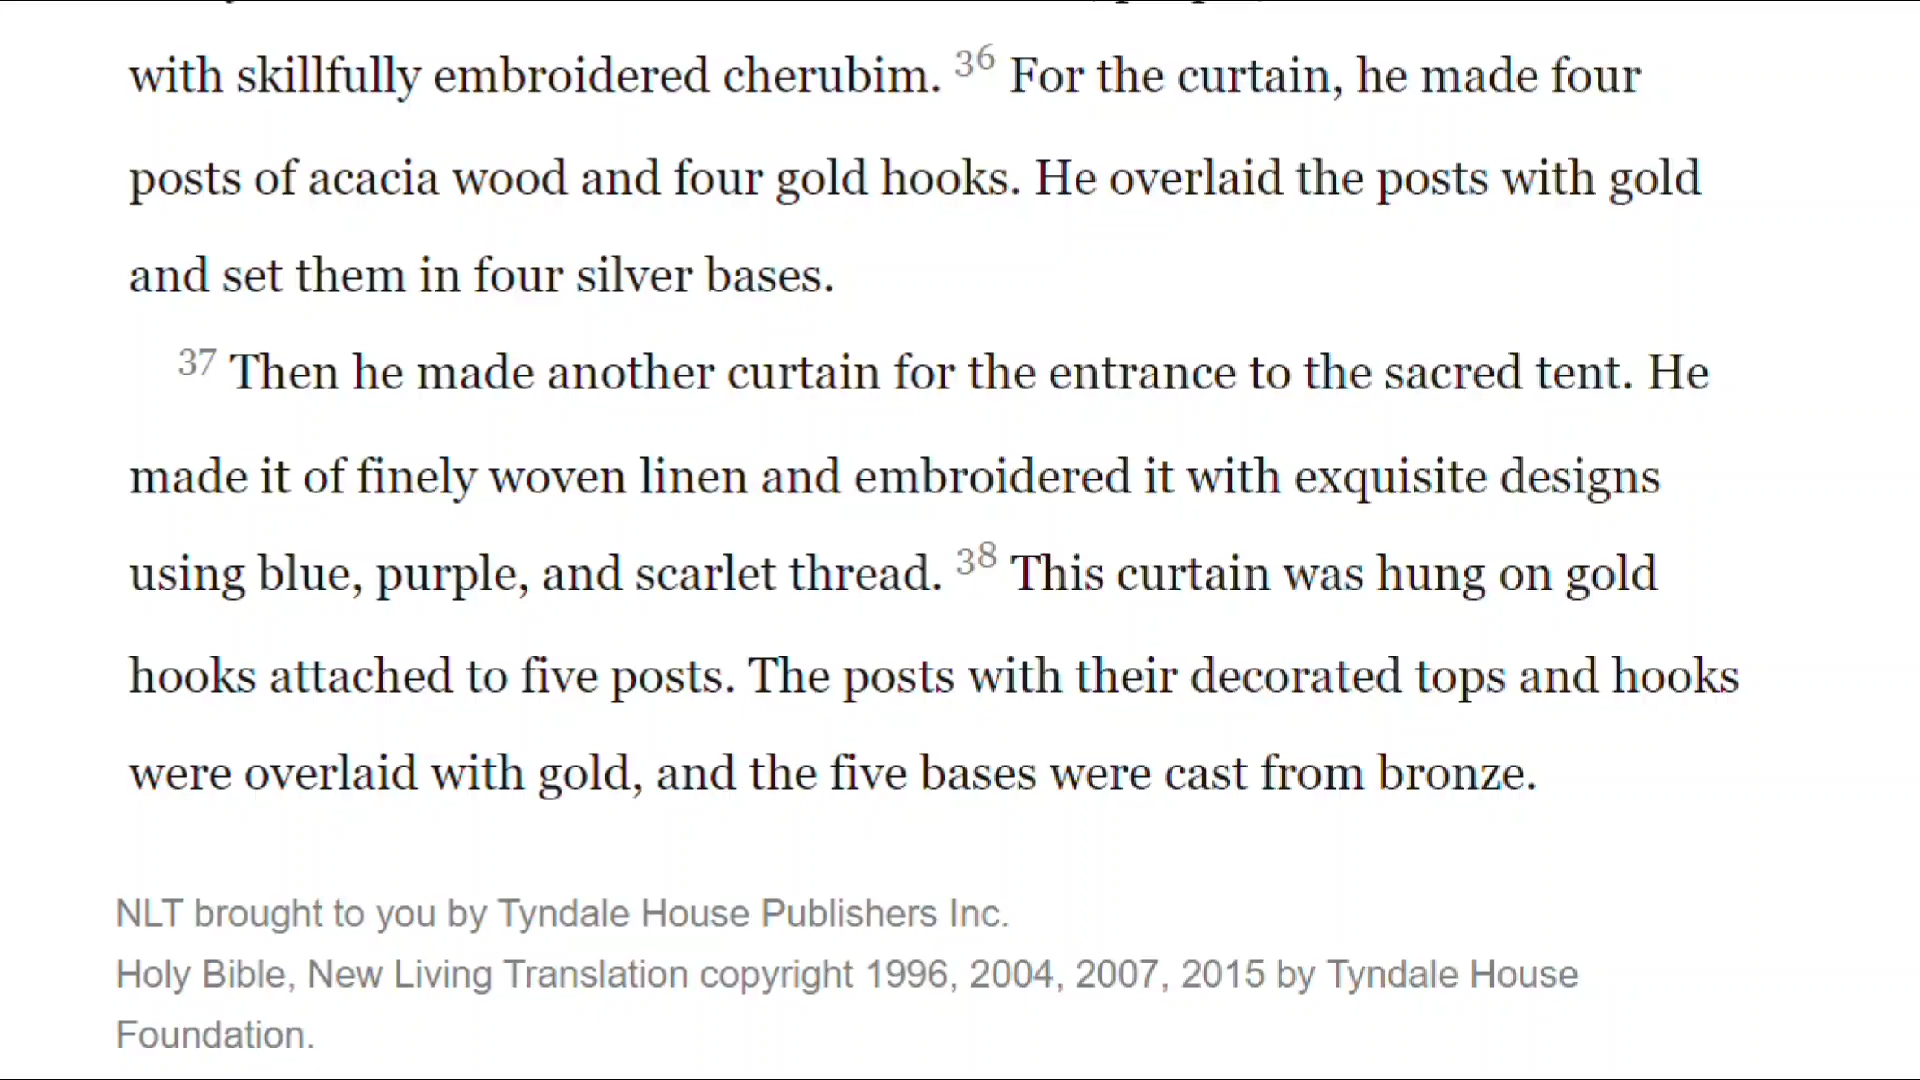 with skillfully embroidered cherubim. 36 For the curtain, he made four
posts of acacia wood and four gold hooks. He overlaid the posts with gold
and set them in four silver bases.
37 Then he made another curtain for the entrance to the sacred tent. He
made it of finely woven linen and embroidered it with exquisite designs
using blue, purple, and scarlet thread. 38 This curtain was hung on gold
hooks attached to five posts. The posts with their decorated tops and hooks
were overlaid with gold, and the five bases were cast from bronze.
NLT brought to you by Tyndale House Publishers Inc.
Holy Bible, New Living Translation copyright 1996, 2004, 2007, 2015 by Tyndale House
Foundation.